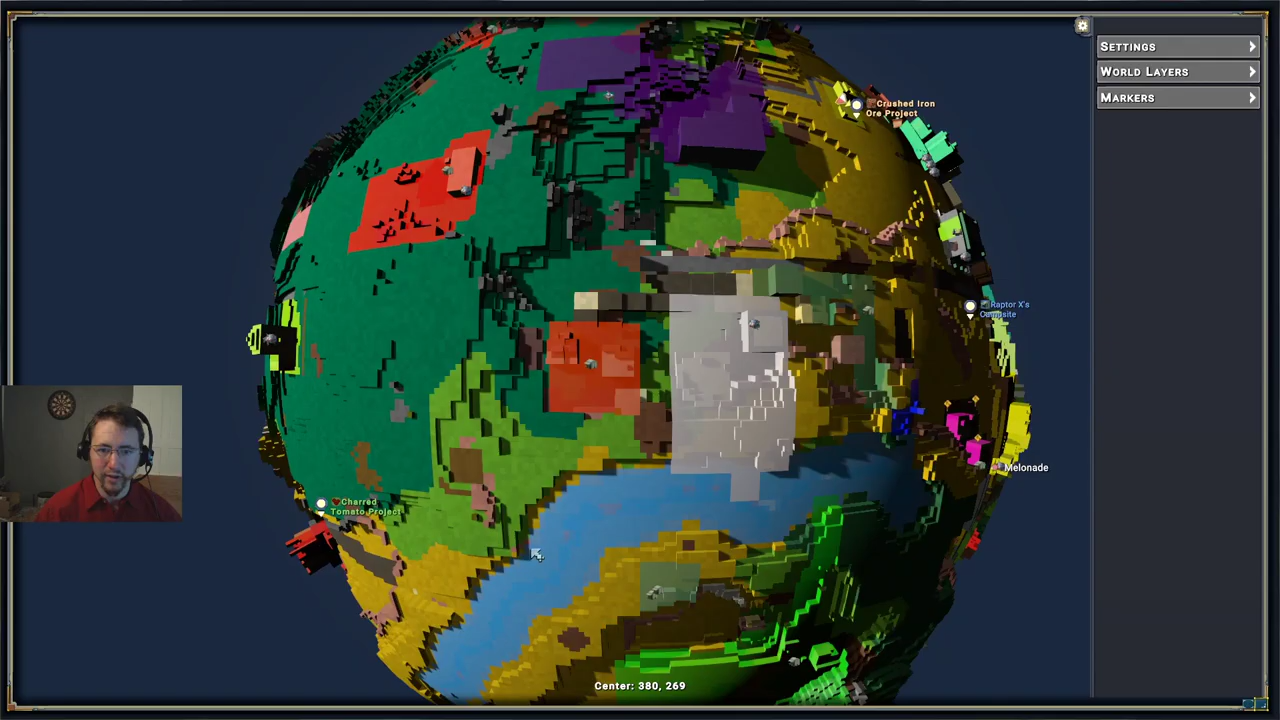 Settings
World Layers
Markers
Crushed Iron
Ore Project
Raptor X's
Campsite
Melonade
Charred
Tomato Project
Center: 380, 269